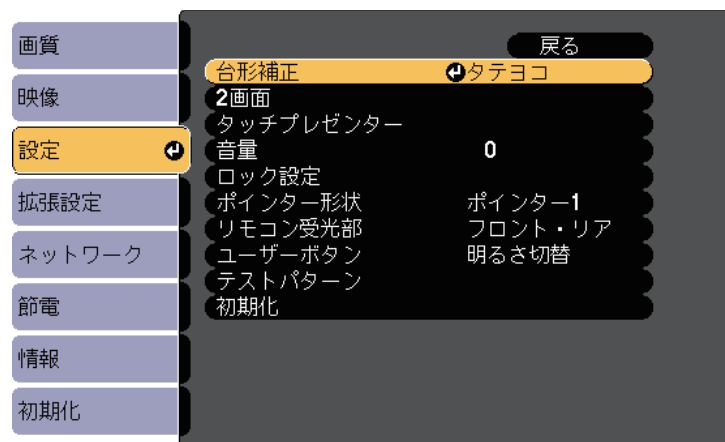 画質
映像
設定
拡張設定
ネットワーク
節電
情報
初期化
戻る
台形補正 タテヨコ
2画面
タッチプレゼンター
音量 0
ロック設定
ポインター形状 ポインター1
リモコン受光部 フロント・リア
ユーザーボタン 明るさ切替
テストパターン
初期化